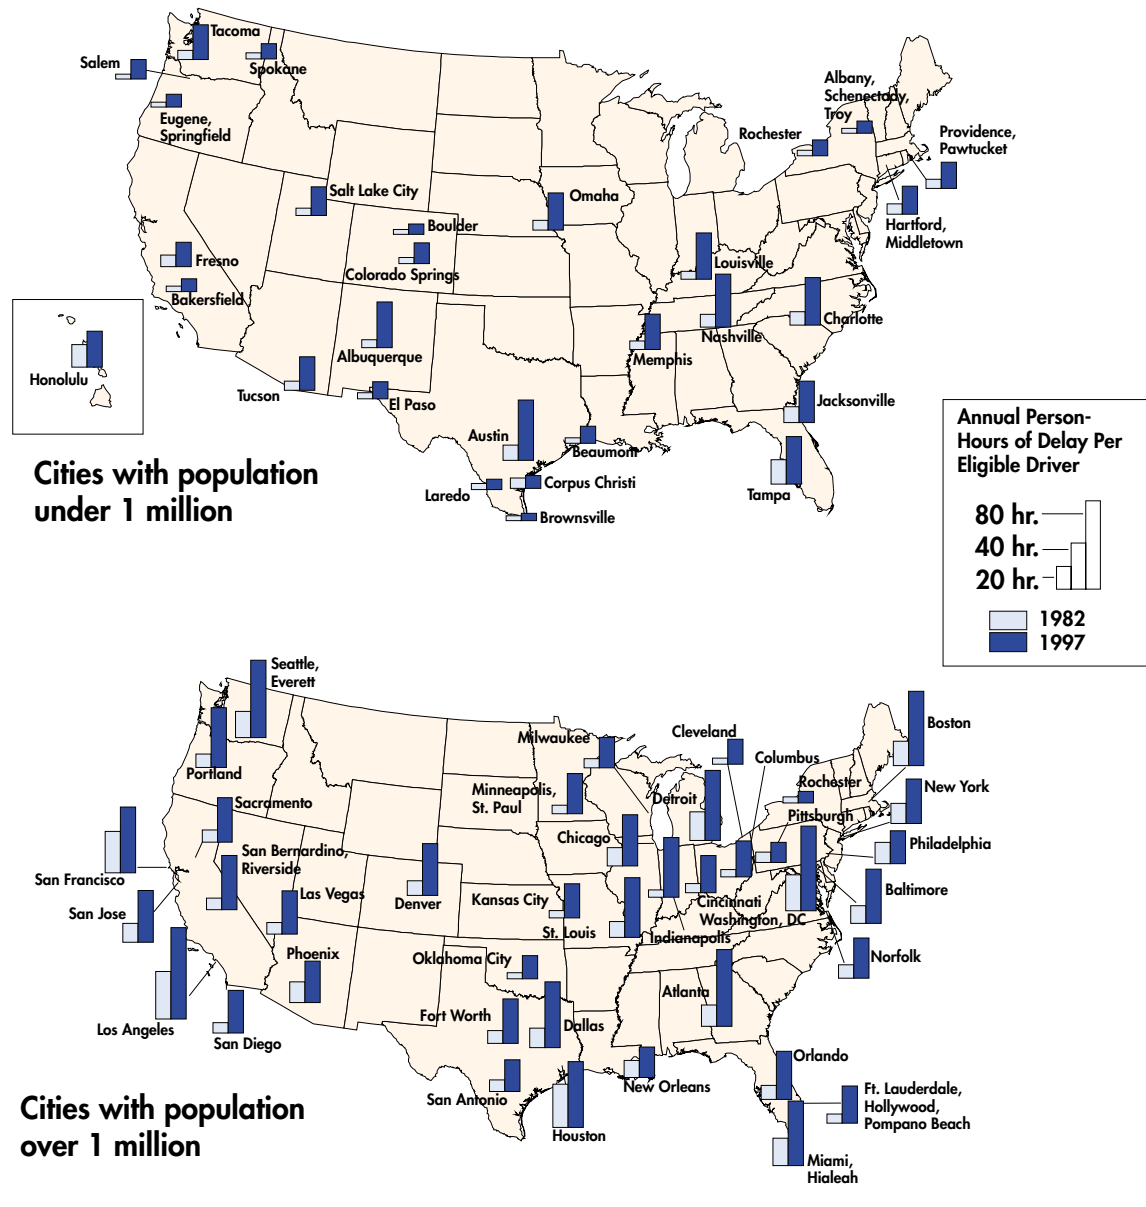 Tacoma
Salem
Spokane
Eugene,
Springfield
Albany,
Schenectady,
Troy
Rochester
Providence,
Pawtucket
Salt Lake City
Omaha
Boulder
Hartford,
Middletown
Fresno
Colorado Springs
Louisville
Bakersfield
Charlotte
Nashville
Albuquerque
Memphis
Honolulu
Tucson
El Paso
Jacksonville
Austin
Beaumont
Cities with population
under 1 million
Laredo
Corpus Christi
Tampa
Brownsville
Annual Person-
Hours of Delay Per
Eligible Driver
80 hr.
40 hr.
20 hr.
1982
1997
Seattle,
Everett
Portland
Milwaukee
Cleveland
Columbus
Boston
Minneapolis,
St. Paul
Detroit
Rochester
New York
Sacramento
Pittsburgh
Chicago
Philadelphia
San Bernardino,
Riverside
San Francisco
Las Vegas
Denver
Kansas City
Cincinnati
Baltimore
San Jose
Washington, DC
St. Louis
Indianapolis
Phoenix
Oklahoma City
Norfolk
Atlanta
Los Angeles
San Diego
Fort Worth
Dallas
Orlando
New Orleans
San Antonio
Ft. Lauderdale,
Hollywood,
Pompano Beach
Cities with population
over 1 million
Houston
Miami,
Hialeah